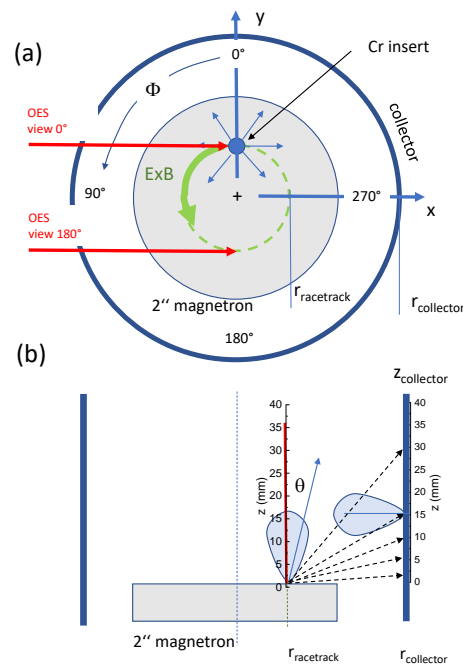 y
(a)
0°
Cr insert
Φ
collector
OES
view 0°
ExB
90°
+
270°
x
OES
view 180°
2‘‘ magnetron
r_racetrack
r_collector
180°
(b)
z_collector
40
35
30
25
20
15
10
5
0
z (mm)
θ
40
35
30
25
20
15
10
5
0
z (mm)
2‘‘ magnetron
r_racetrack
r_collector